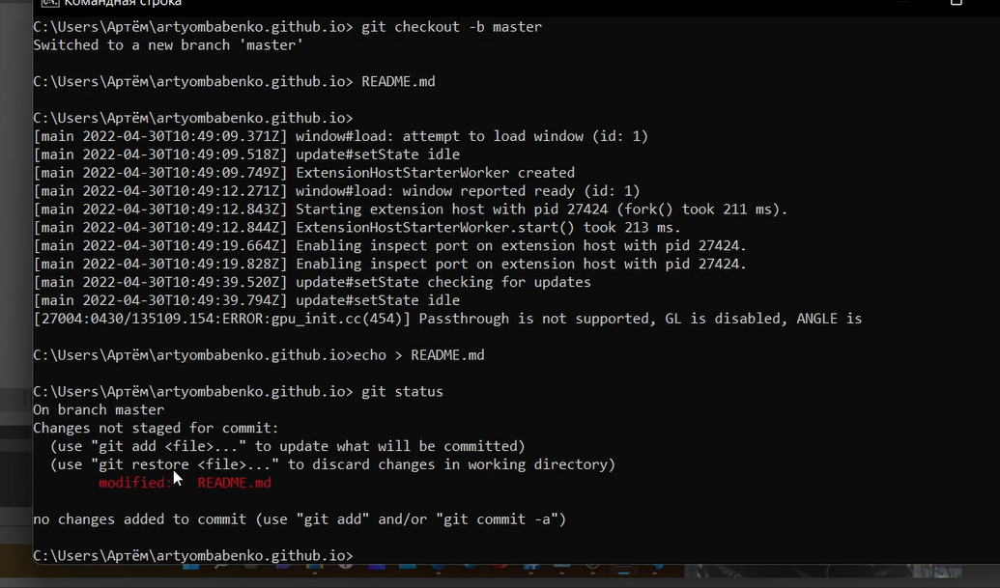 Командная строка
C:\Users\Артём\artyombabenko.github.io> git checkout -b master
Switched to a new branch 'master'
C:\Users\Артём\artyombabenko.github.io> README.md
C:\Users\Артём\artyombabenko.github.io>
[main 2022-04-30T10:49:09.371Z] window#load: attempt to load window (id: 1)
[main 2022-04-30T10:49:09.518Z] update#setState idle
[main 2022-04-30T10:49:09.749Z] ExtensionHostStarterWorker created
[main 2022-04-30T10:49:12.271Z] window#load: window reported ready (id: 1)
[main 2022-04-30T10:49:12.843Z] Starting extension host with pid 27424 (fork() took 211 ms).
[main 2022-04-30T10:49:12.844Z] ExtensionHostStarterWorker.start() took 213 ms.
[main 2022-04-30T10:49:19.664Z] Enabling inspect port on extension host with pid 27424.
[main 2022-04-30T10:49:19.828Z] Enabling inspect port on extension host with pid 27424.
[main 2022-04-30T10:49:39.520Z] update#setState checking for updates
[main 2022-04-30T10:49:39.794Z] update#setState idle
[27004:0430/135109.154:ERROR:gpu_init.cc(454)] Passthrough is not supported, GL is disabled, ANGLE is
C:\Users\Артём\artyombabenko.github.io>echo > README.md
C:\Users\Артём\artyombabenko.github.io> git status
On branch master
Changes not staged for commit:
(use "git add <file>..." to update what will be committed)
(use "git restore <file>..." to discard changes in working directory)
modified: README.md
no changes added to commit (use "git add" and/or "git commit -a")
C:\Users\Артём\artyombabenko.github.io>